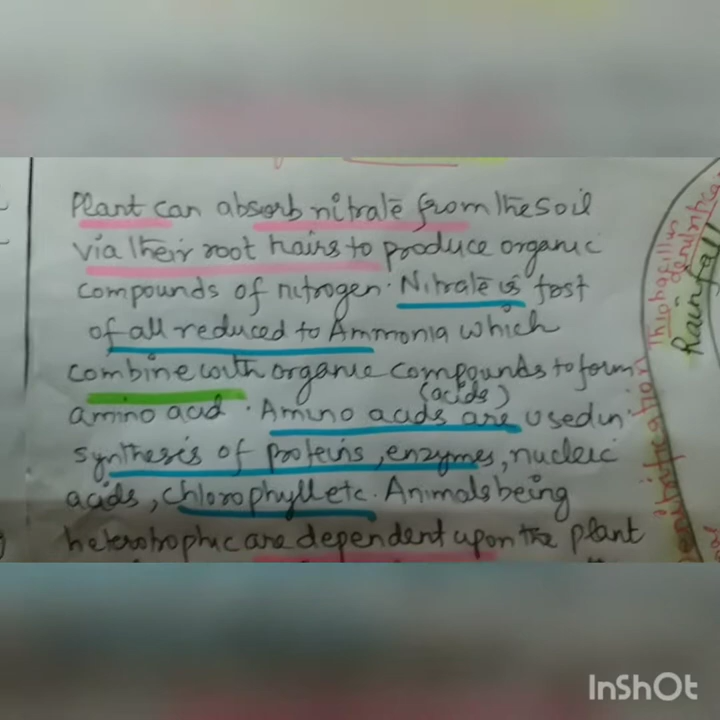 Plant can absorb nitrate from the soil
via their root hairs to produce organic
compounds of nitrogen. Nitrate is first
of all reduced to Ammonia which
combine with organic compounds to form
(acids)
amino acid. Amino acids are used in
synthesis of proteins, enzymes, nucleic
acids, chlorophyll etc. Animals being
heterotrophic are dependent upon the plant
Thiobacillus
denitrificans
Rainfall
Denitrification
InShOt